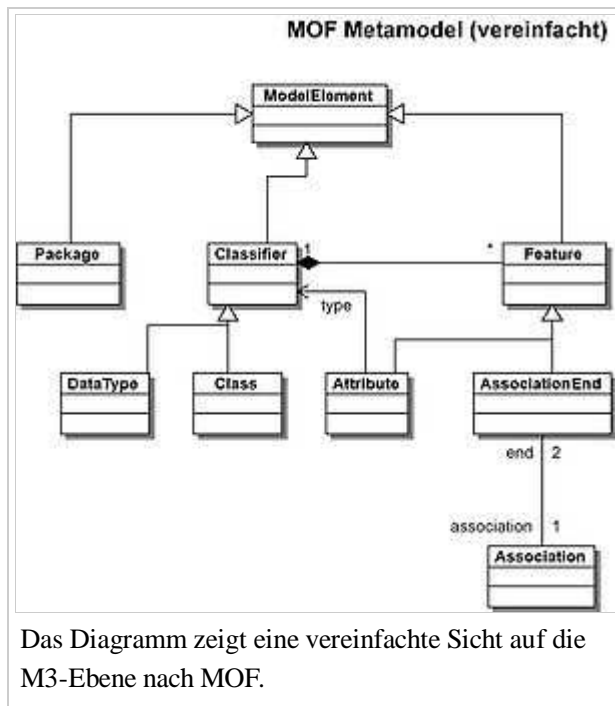 MOF Metamodel (vereinfacht)
ModelElement
Package
Classifier
1
*
Feature
type
DataType
Class
Attribute
AssociationEnd
end 2
association 1
Association
Das Diagramm zeigt eine vereinfachte Sicht auf die
M3-Ebene nach MOF.